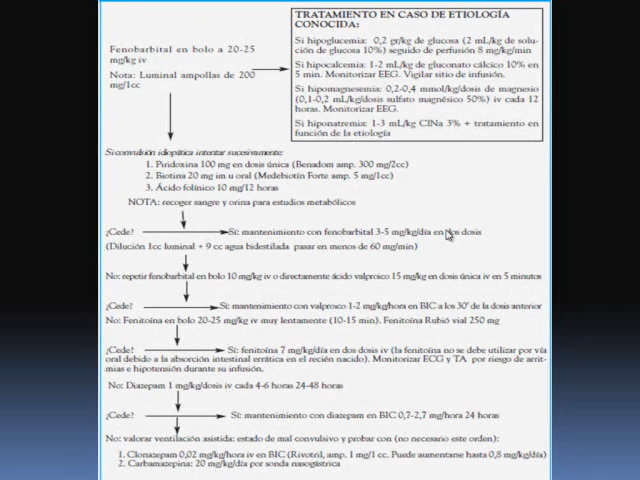 TRATAMIENTO EN CASO DE ETIOLOGÍA
CONOCIDA:
Si hipoglucemia: 0,2 gr/kg de glucosa (2 mL/kg de solu-
ción de glucosa 10%) seguido de perfusión 8 mg/kg/min
Si hipocalcemia: 1-2 mL/kg de gluconato cálcico 10% en
5 min. Monitorizar EEG. Vigilar sitio de infusión.
Si hipomagnesemia: 0,2-0,4 mmol/kg/dosis de magnesio
(0,1-0,2 mL/kg/dosis sulfato magnésico 50%) iv cada 12
horas. Monitorizar EEG.
Si hiponatremia: 1-3 mL/kg ClNa 3% + tratamiento en
función de la etiología
Fenobarbital en bolo a 20-25
mg/kg iv
Nota: Luminal ampollas de 200
mg/1cc
Si convulsión idiopática intentar sucesivamente:
1. Piridoxina 100 mg en dosis única (Benadom amp. 300 mg/2cc)
2. Biotina 20 mg im u oral (Medebiotín Forte amp. 5 mg/1cc)
3. Ácido folínico 10 mg/12 horas
NOTA: recoger sangre y orina para estudios metabólicos
¿Cede? Sí: mantenimiento con fenobarbital 3-5 mg/kg/día en dos dosis
(Dilución 1cc luminal + 9 cc agua bidestilada pasar en menos de 60 mg/min)
No: repetir fenobarbital en bolo 10 mg/kg iv o directamente ácido valproico 15 mg/kg en dosis única iv en 5 minutos
¿Cede? Sí: mantenimiento con valprosco 1-2 mg/kg/hora en BIC a los 30' de la dosis anterior
No: Fenitoína en bolo 20-25 mg/kg iv muy lentamente (10-15 min). Fenitoína Rubió vial 250 mg
¿Cede? Sí: fenitoína 7 mg/kg/día en dos dosis iv (la fenitoína no se debe utilizar por vía
oral debido a la absorción intestinal errática en el recién nacido). Monitorizar ECG y TA por riesgo de arrit-
mias e hipotensión durante su infusión.
No: Diazepam 1 mg/kg/dosis iv cada 4-6 horas 24-48 horas
¿Cede? Sí: mantenimiento con diazepam en BIC 0,7-2,7 mg/hora 24 horas
No: valorar ventilación asistida: estado de mal convulsivo y probar con (no necesario este orden):
1. Clonazepam 0,02 mg/kg/hora iv en BIC (Rivotril, amp. 1 mg/1 cc. Puede aumentarse hasta 0,8 mg/kg/día)
2. Carbamazepina: 20 mg/kg/día por sonda nasogástrica